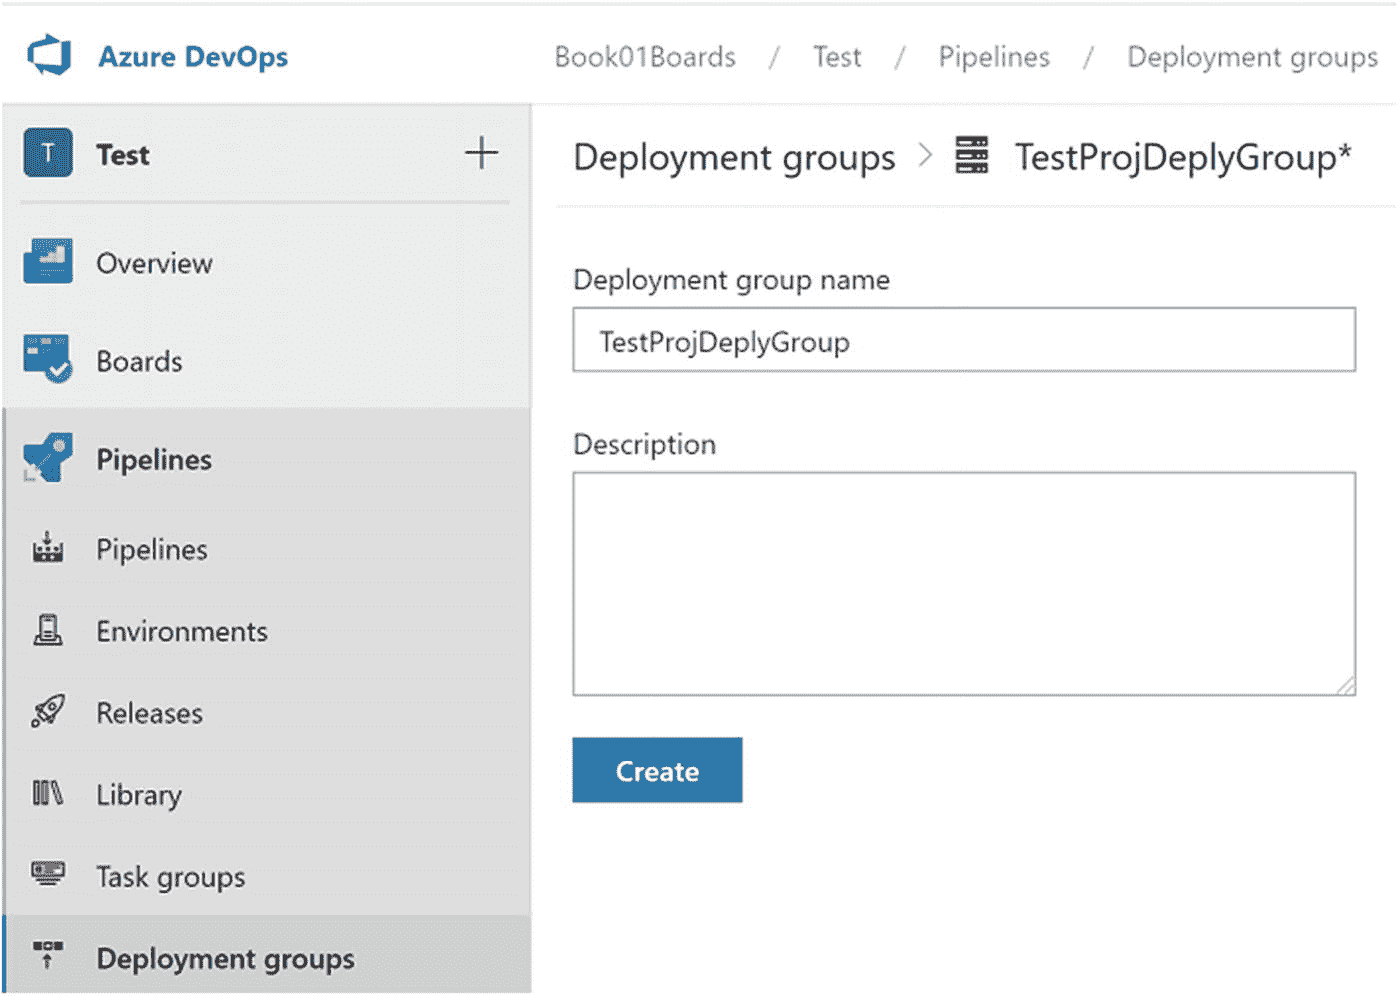 Azure DevOps
Book01Boards / Test / Pipelines / Deployment groups
T Test +
Overview
Boards
Pipelines
Pipelines
Environments
Releases
Library
Task groups
Deployment groups
Deployment groups > TestProjDeplyGroup*
Deployment group name
TestProjDeplyGroup
Description
Create